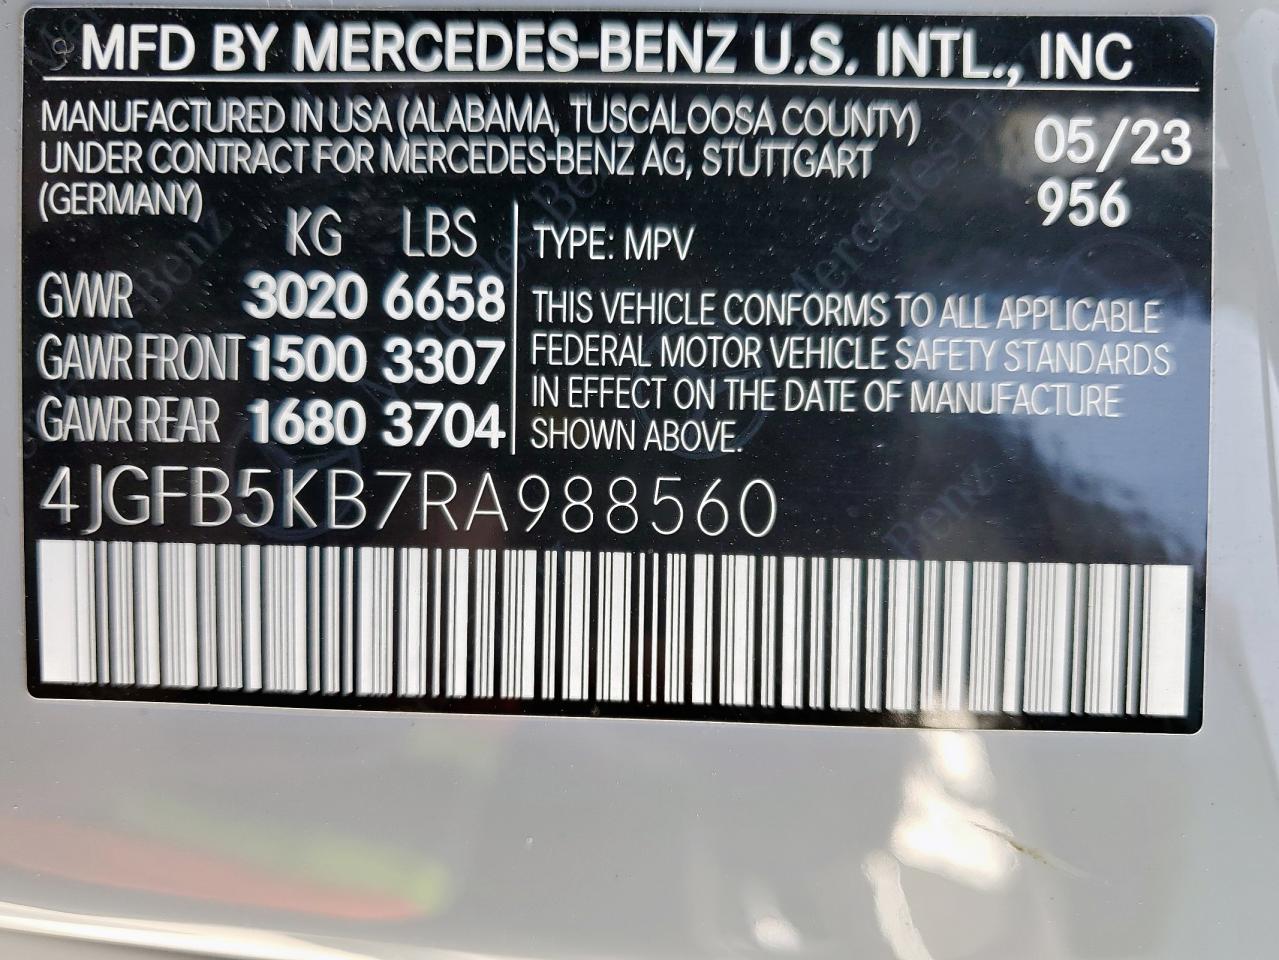 MFD BY MERCEDES-BENZ U.S. INTL., INC
MANUFACTURED IN USA (ALABAMA, TUSCALOOSA COUNTY)
UNDER CONTRACT FOR MERCEDES-BENZ AG, STUTTGART
(GERMANY)
05/23
956
KG LBS
GVWR 3020 6658
GAWR FRONT 1500 3307
GAWR REAR 1680 3704
TYPE: MPV
THIS VEHICLE CONFORMS TO ALL APPLICABLE
FEDERAL MOTOR VEHICLE SAFETY STANDARDS
IN EFFECT ON THE DATE OF MANUFACTURE
SHOWN ABOVE.
4JGFB5KB7RA988560